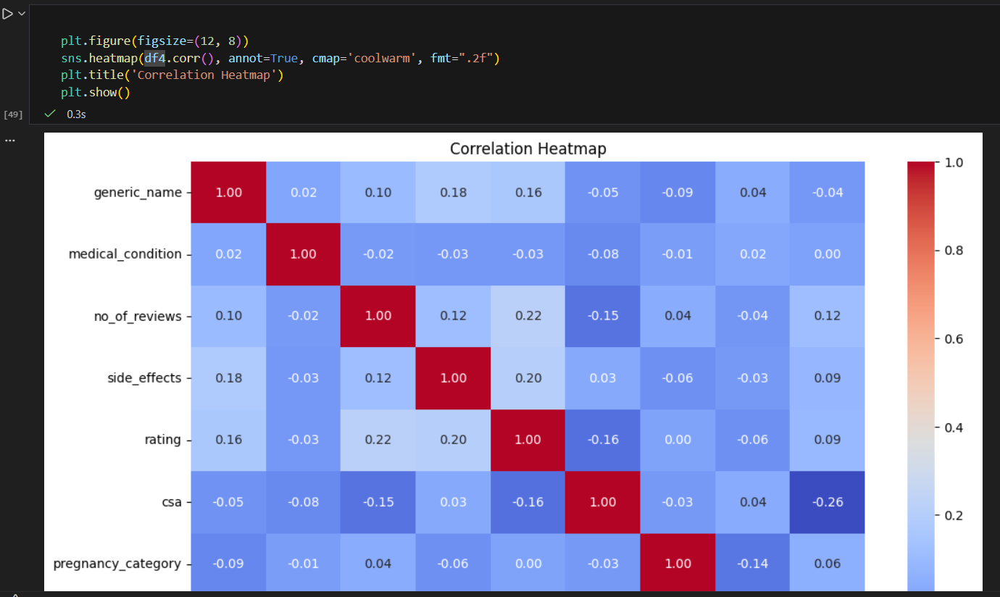 plt.figure(figsize=(12, 8))
sns.heatmap(df4.corr(), annot=True, cmap='coolwarm', fmt=".2f")
plt.title('Correlation Heatmap')
plt.show()
[49]
0.3s
...
Correlation Heatmap
generic_name 1.00 0.02 0.10 0.18 0.16 -0.05 -0.09 0.04 -0.04
medical_condition 0.02 1.00 -0.02 -0.03 -0.03 -0.08 -0.01 0.02 0.00
no_of_reviews 0.10 -0.02 1.00 0.12 0.22 -0.15 0.04 -0.04 0.12
side_effects 0.18 -0.03 0.12 1.00 0.20 0.03 -0.06 -0.03 0.09
rating 0.16 -0.03 0.22 0.20 1.00 -0.16 0.00 -0.06 0.09
csa -0.05 -0.08 -0.15 0.03 -0.16 1.00 -0.03 0.04 -0.26
pregnancy_category -0.09 -0.01 0.04 -0.06 0.00 -0.03 1.00 -0.14 0.06
1.0
0.8
0.6
0.4
0.2